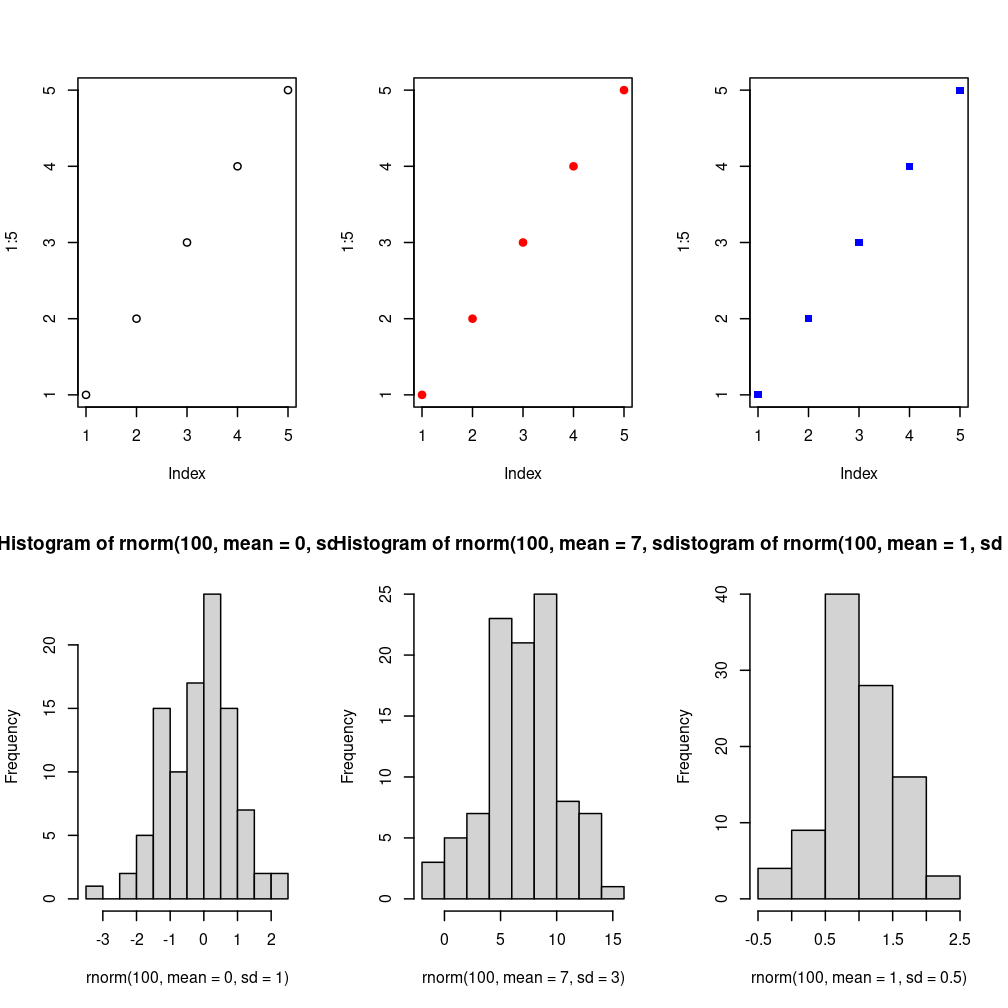 5
4
3
2
1
1:5
1 2 3 4 5
Index
5
4
3
2
1
1:5
1 2 3 4 5
Index
5
4
3
2
1
1:5
1 2 3 4 5
Index
Histogram of rnorm(100, mean = 0, sd
Histogram of rnorm(100, mean = 7, sd
istogram of rnorm(100, mean = 1, sd
20
15
10
5
0
Frequency
-3 -2 -1 0 1 2
rnorm(100, mean = 0, sd = 1)
25
20
15
10
5
0
Frequency
0 5 10 15
rnorm(100, mean = 7, sd = 3)
40
30
20
10
0
Frequency
-0.5 0.5 1.5 2.5
rnorm(100, mean = 1, sd = 0.5)